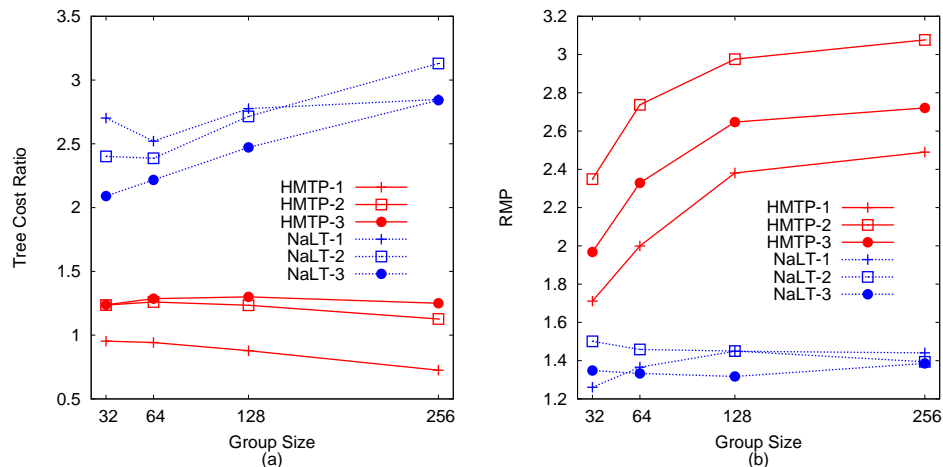 3.5
3
2.5
2
1.5
1
0.5
Tree Cost Ratio
HMTP-1
HMTP-2
HMTP-3
NaLT-1
NaLT-2
NaLT-3
32 64 128 256
Group Size
(a)
3.2
3
2.8
2.6
2.4
2.2
2
1.8
1.6
1.4
1.2
RMP
HMTP-1
HMTP-2
HMTP-3
NaLT-1
NaLT-2
NaLT-3
32 64 128 256
Group Size
(b)